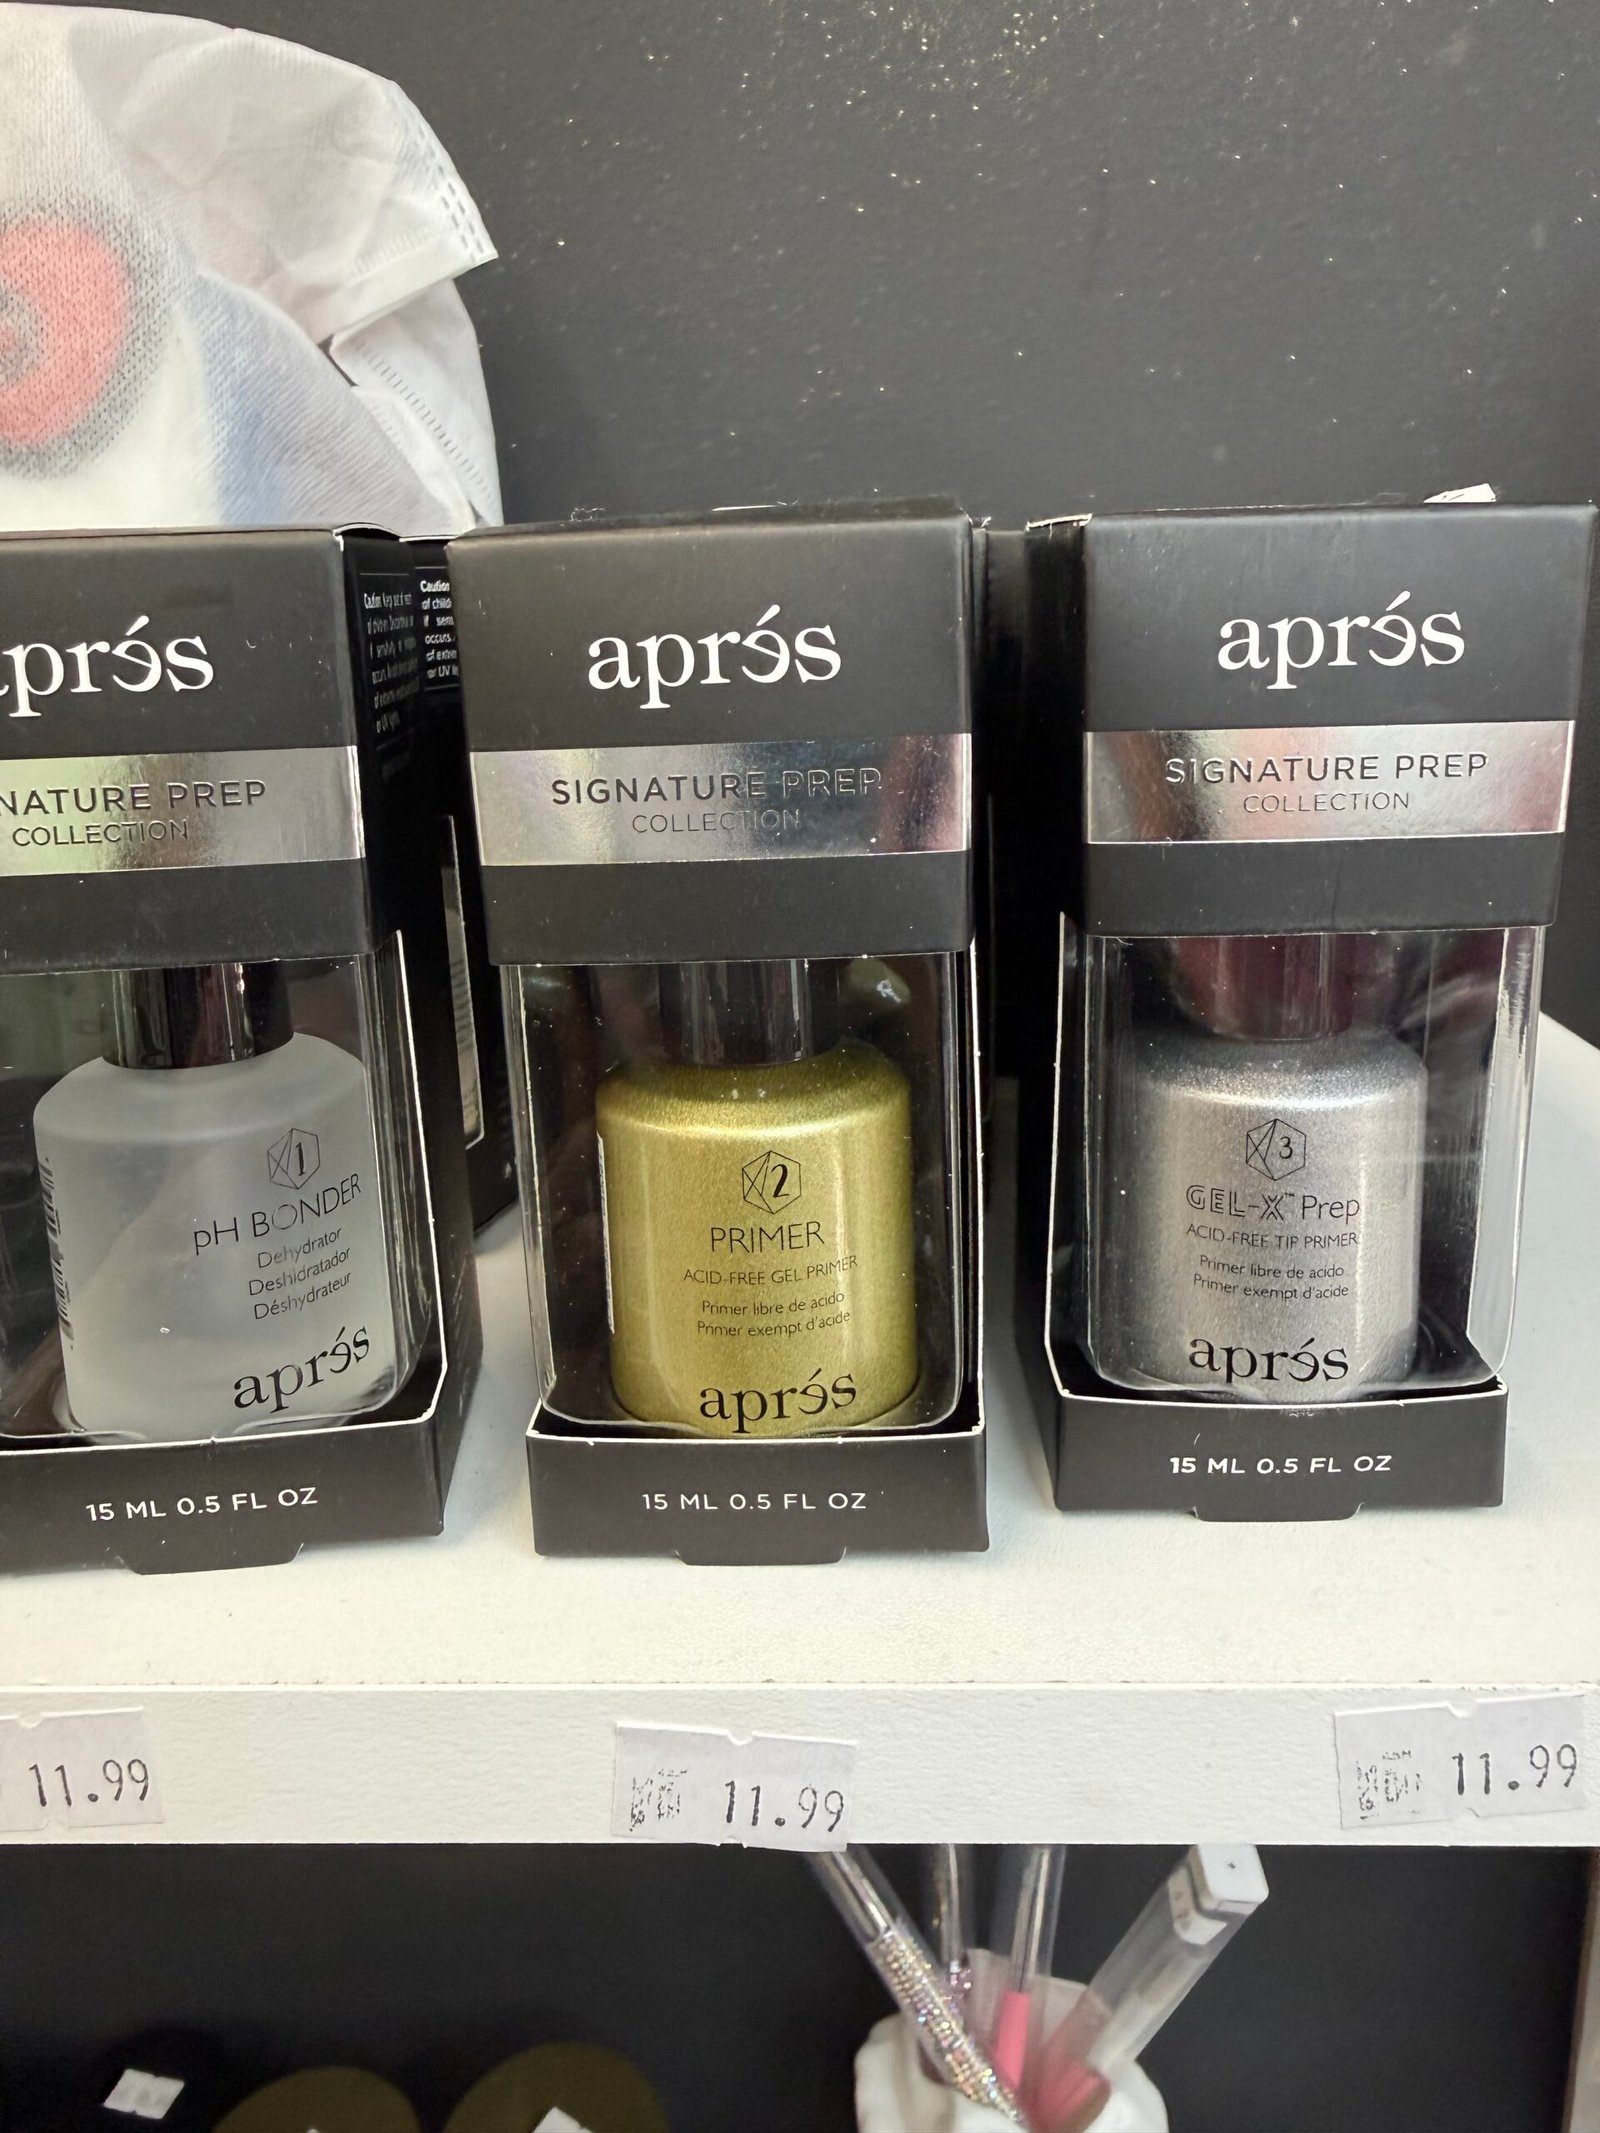 aprés
NATURE PREP
COLLECTION
1
pH BONDER
Dehydrator
Deshidratador
Déshydrateur
aprés
15 ML 0.5 FL OZ
Caution
aprés
SIGNATURE PREP
COLLECTION
2
PRIMER
ACID-FREE GEL PRIMER
Primer libre de ácido
Primer exempt d'acide
aprés
15 ML 0.5 FL OZ
aprés
SIGNATURE PREP
COLLECTION
3
GEL-X™ Prep
ACID-FREE TIP PRIMER
Primer libre de acido
Primer exempt d'acide
aprés
15 ML 0.5 FL OZ
11.99
11.99
11.99